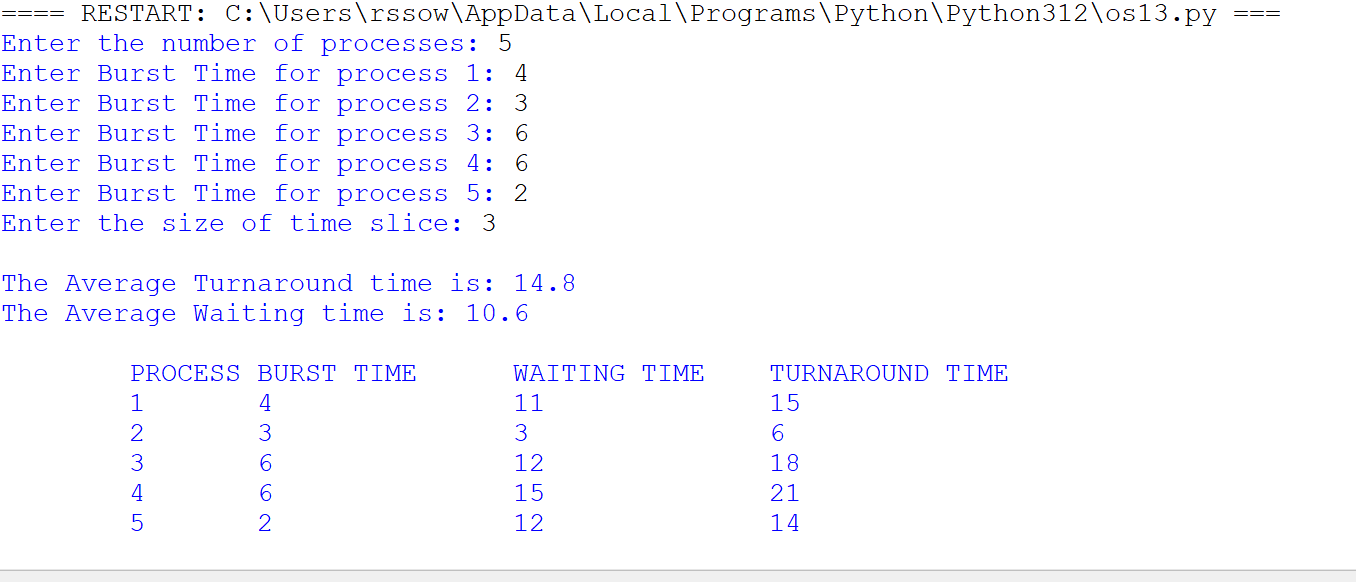 ==== RESTART: C:\Users\rssow\AppData\Local\Programs\Python\Python312\os13.py ===
Enter the number of processes: 5
Enter Burst Time for process 1: 4
Enter Burst Time for process 2: 3
Enter Burst Time for process 3: 6
Enter Burst Time for process 4: 6
Enter Burst Time for process 5: 2
Enter the size of time slice: 3

The Average Turnaround time is: 14.8
The Average Waiting time is: 10.6

PROCESS BURST TIME WAITING TIME TURNAROUND TIME
1 4 11 15
2 3 3 6
3 6 12 18
4 6 15 21
5 2 12 14